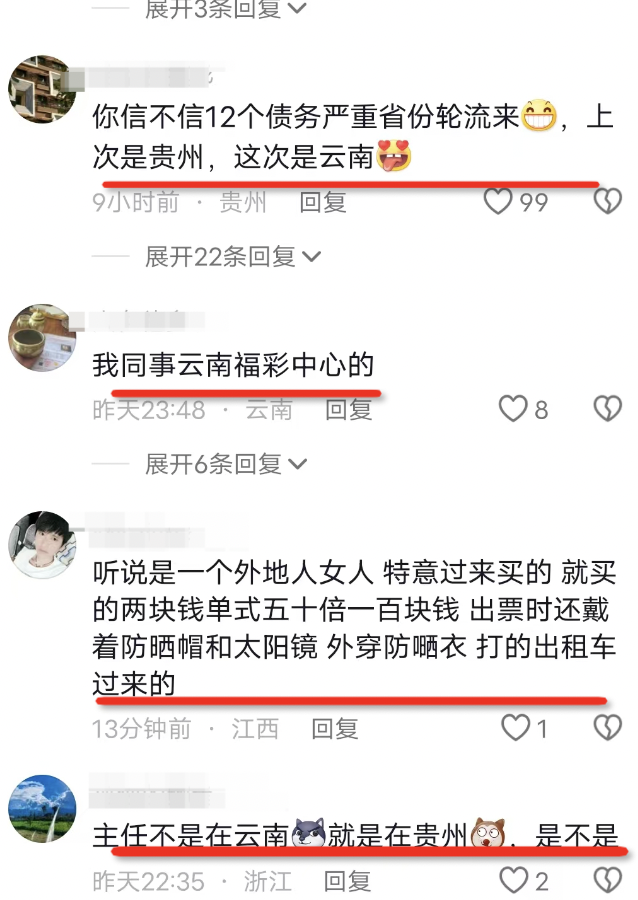 展开3条回复
你信不信12个债务严重省份轮流来😁，上
次是贵州，这次是云南😍
9小时前 · 贵州 回复 99
展开22条回复
我同事云南福彩中心的
昨天23:48 · 云南 回复 8
展开6条回复
听说是一个外地人女人 特意过来买的 就买
的两块钱单式五十倍一百块钱 出票时还戴
着防晒帽和太阳镜 外穿防嗮衣 打的出租车
过来的
13分钟前 · 江西 回复 1
主任不是在云南就是在贵州，是不是
昨天22:35 · 浙江 回复 2